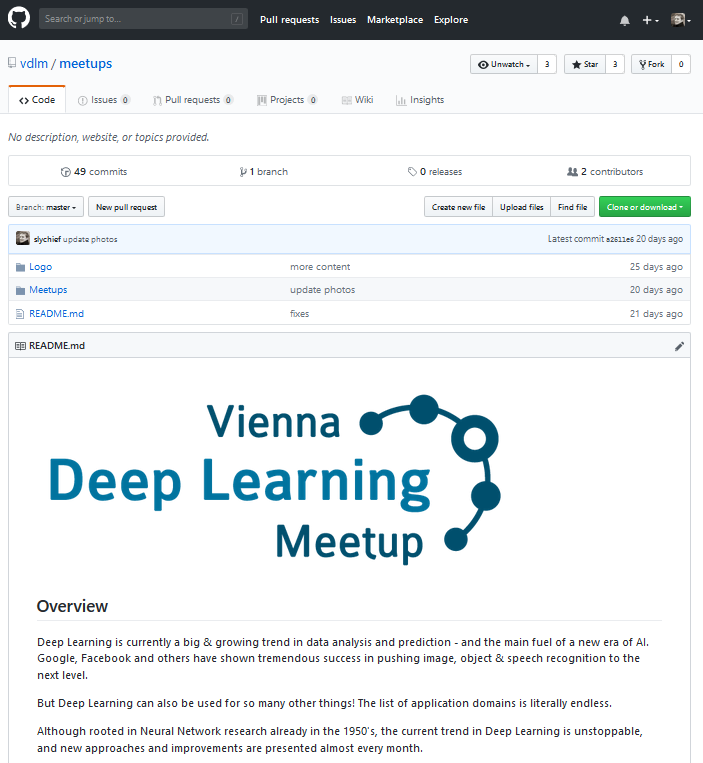 Search or jump to... /
Pull requests Issues Marketplace Explore
vdlm / meetups
Unwatch 3 Star 3 Fork 0
Code Issues 0 Pull requests 0 Projects 0 Wiki Insights
No description, website, or topics provided.
49 commits 1 branch 0 releases 2 contributors
Branch: master New pull request Create new file Upload files Find file Clone or download
slychief update photos Latest commit a2611e6 20 days ago
Logo more content 25 days ago
Meetups update photos 20 days ago
README.md fixes 21 days ago
README.md
Vienna
Deep Learning
Meetup
Overview
Deep Learning is currently a big & growing trend in data analysis and prediction - and the main fuel of a new era of AI.
Google, Facebook and others have shown tremendous success in pushing image, object & speech recognition to the
next level.
But Deep Learning can also be used for so many other things! The list of application domains is literally endless.
Although rooted in Neural Network research already in the 1950's, the current trend in Deep Learning is unstoppable,
and new approaches and improvements are presented almost every month.